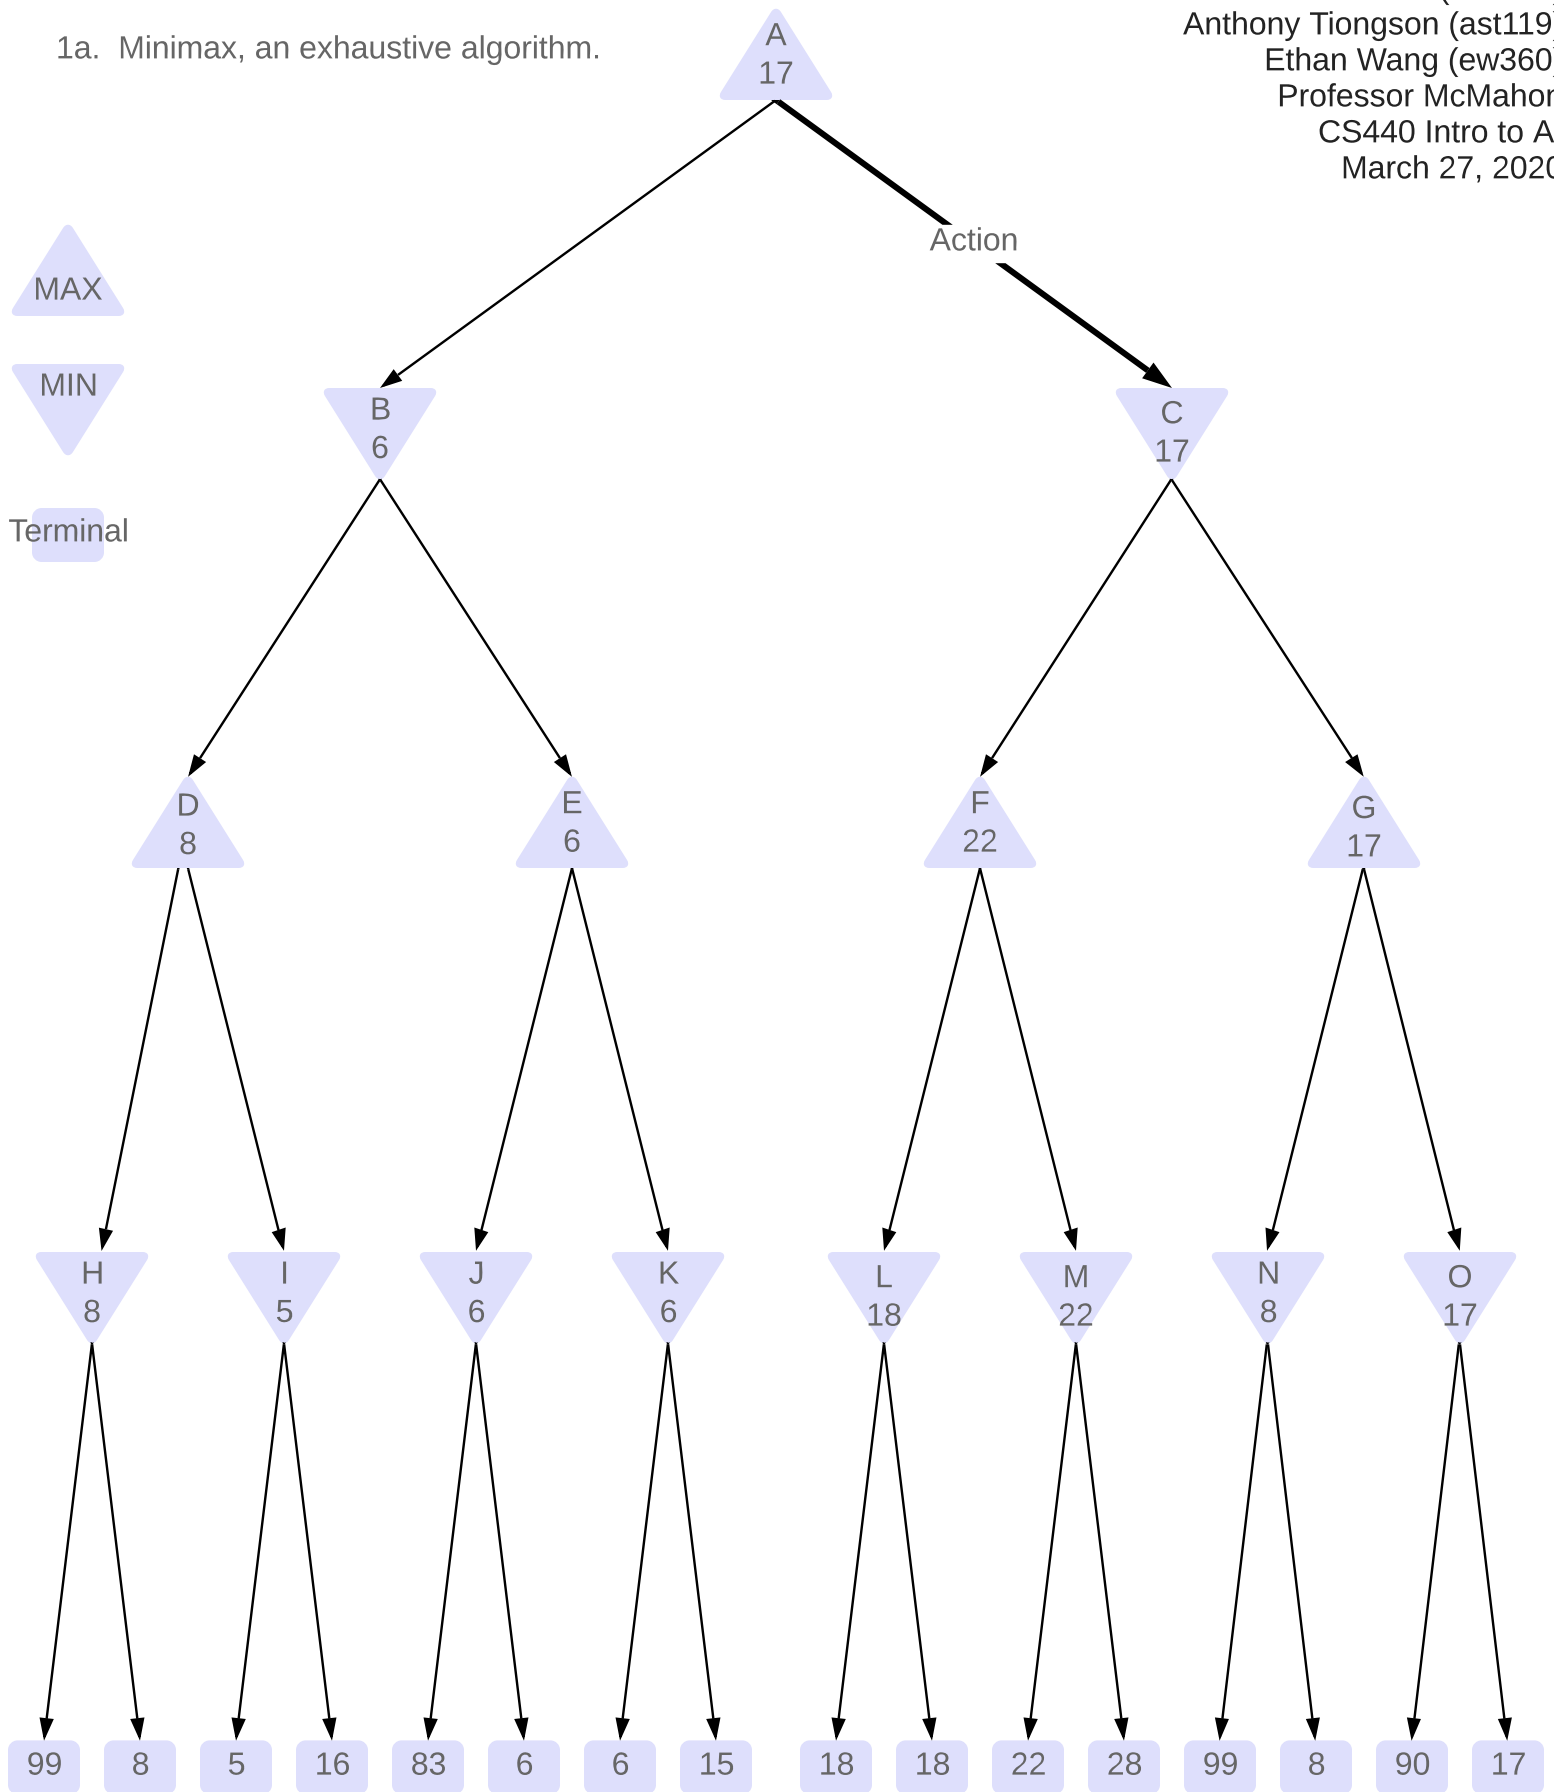 1a.  Minimax, an exhaustive algorithm.
Anthony Tiongson (ast119)
Ethan Wang (ew360)
Professor McMahon
CS440 Intro to A
March 27, 2020
A
17
Action
MAX
MIN
Terminal
B
6
C
17
D
8
E
6
F
22
G
17
H
8
I
5
J
6
K
6
L
18
M
22
N
8
O
17
99 8 5 16 83 6 6 15 18 18 22 28 99 8 90 17